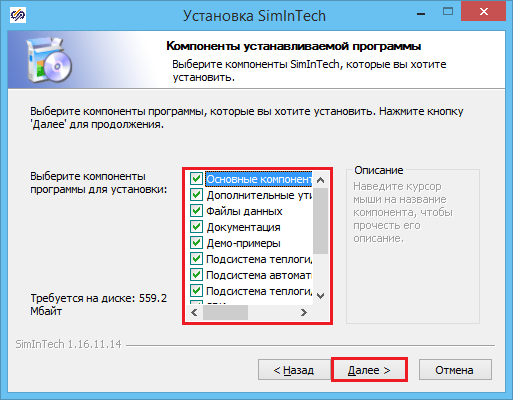 Установка SimInTech
Компоненты устанавливаемой программы
Выберите компоненты SimInTech, которые вы хотите
установить.
Выберите компоненты программы, которые вы хотите установить. Нажмите кнопку
'Далее' для продолжения.
Выберите компоненты
программы для установки:
Основные компонент
Дополнительные ути
Файлы данных
Документация
Демо-примеры
Подсистема теплоги
Подсистема автомат
Подсистема теплоги
Описание
Наведите курсор
мыши на название
компонента, чтобы
прочесть его
описание.
Требуется на диске: 559.2
Мбайт
SimInTech 1.16.11.14
< Назад
Далее >
Отмена